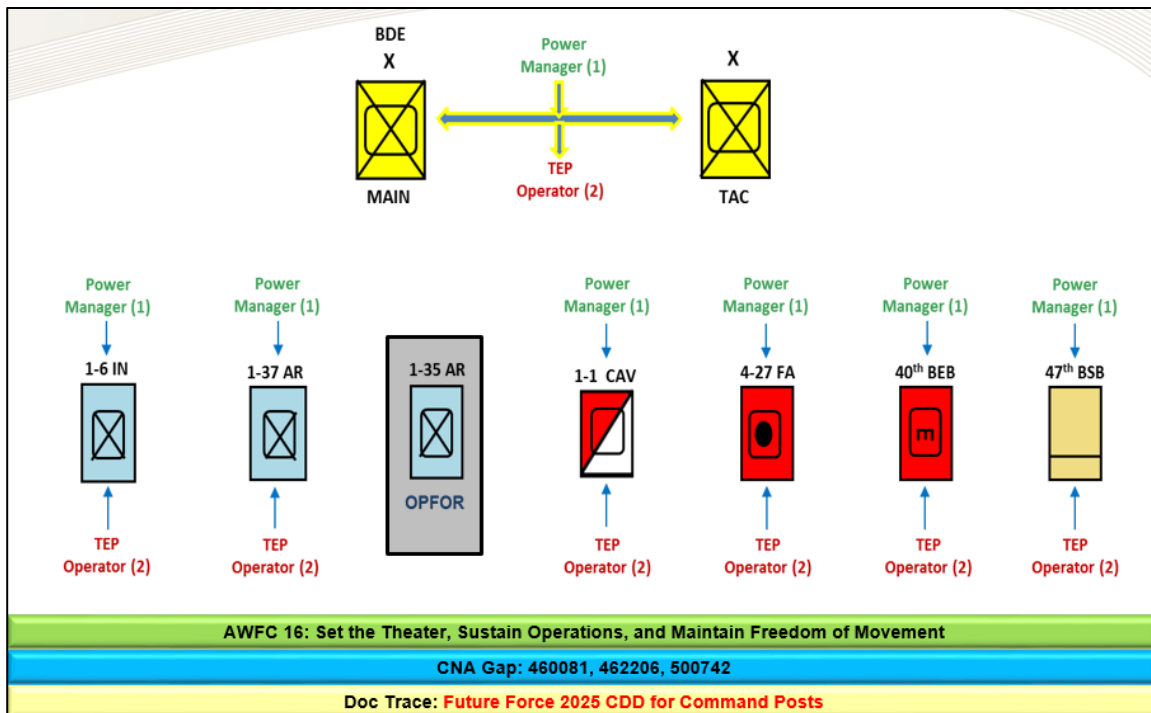 BDE
X
Power
Manager (1)
X
MAIN
TEP
Operator (2)
TAC
Power
Manager (1)
Power
Manager (1)
Power
Manager (1)
Power
Manager (1)
Power
Manager (1)
Power
Manager (1)
1-6 IN
1-37 AR
1-35 AR
1-1 CAV
4-27 FA
40th BEB
47th BSB
E
OPFOR
TEP
Operator (2)
TEP
Operator (2)
TEP
Operator (2)
TEP
Operator (2)
TEP
Operator (2)
TEP
Operator (2)
AWFC 16: Set the Theater, Sustain Operations, and Maintain Freedom of Movement
CNA Gap: 460081, 462206, 500742
Doc Trace: Future Force 2025 CDD for Command Posts